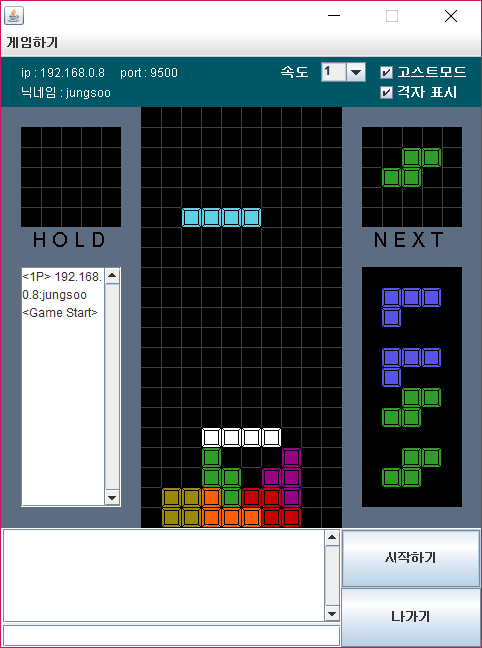 게임하기
ip : 192.168.0.8 port : 9500 속도 1 고스트모드
닉네임 : jungsoo 격자 표시
HOLD
NEXT
<1P> 192.168.
0.8:jungsoo
<Game Start>
시작하기
나가기